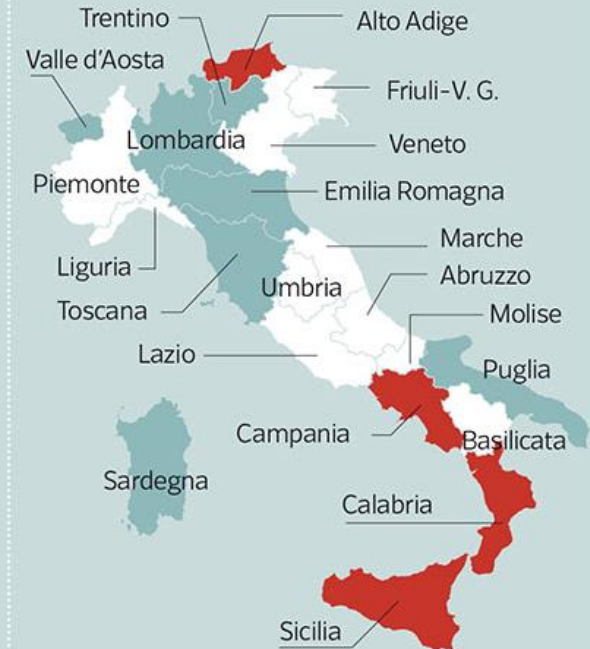 Trentino
Alto Adige
Valle d'Aosta
Friuli-V. G.
Lombardia
Veneto
Piemonte
Emilia Romagna
Marche
Liguria
Abruzzo
Umbria
Toscana
Molise
Lazio
Puglia
Campania
Basilicata
Sardegna
Calabria
Sicilia